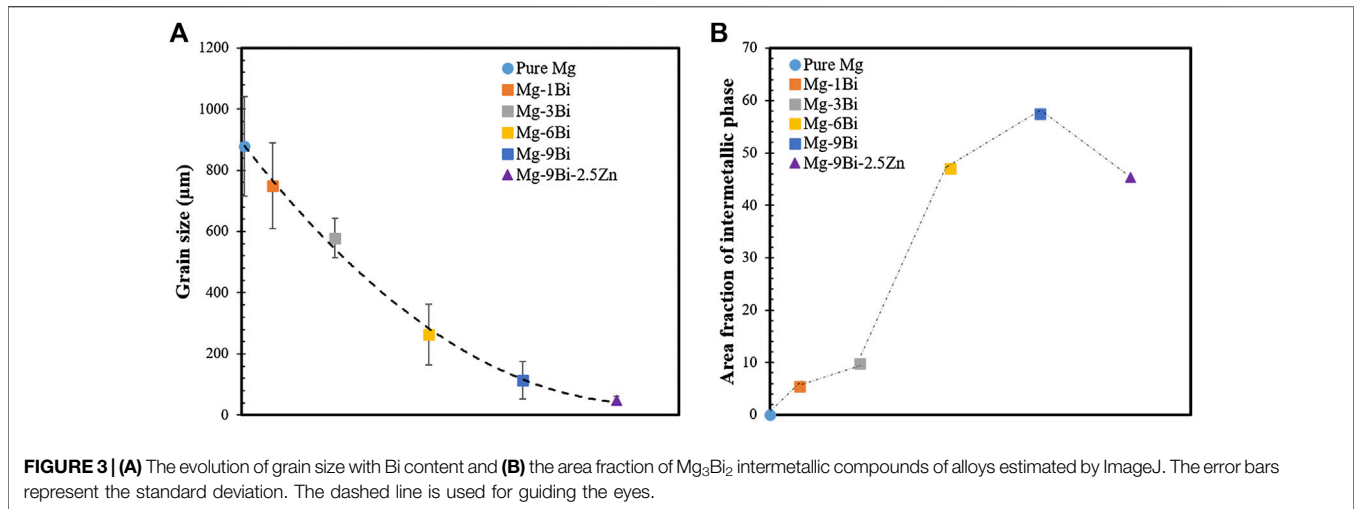 A
1200
1000
800
600
400
200
0
Grain size (µm)
Pure Mg
Mg-1Bi
Mg-3Bi
Mg-6Bi
Mg-9Bi
Mg-9Bi-2.5Zn
B
70
60
50
40
30
20
10
0
Area fraction of intermetallic phase
Pure Mg
Mg-1Bi
Mg-3Bi
Mg-6Bi
Mg-9Bi
Mg-9Bi-2.5Zn
FIGURE 3 | (A) The evolution of grain size with Bi content and (B) the area fraction of Mg₃Bi₂ intermetallic compounds of alloys estimated by ImageJ. The error bars
represent the standard deviation. The dashed line is used for guiding the eyes.